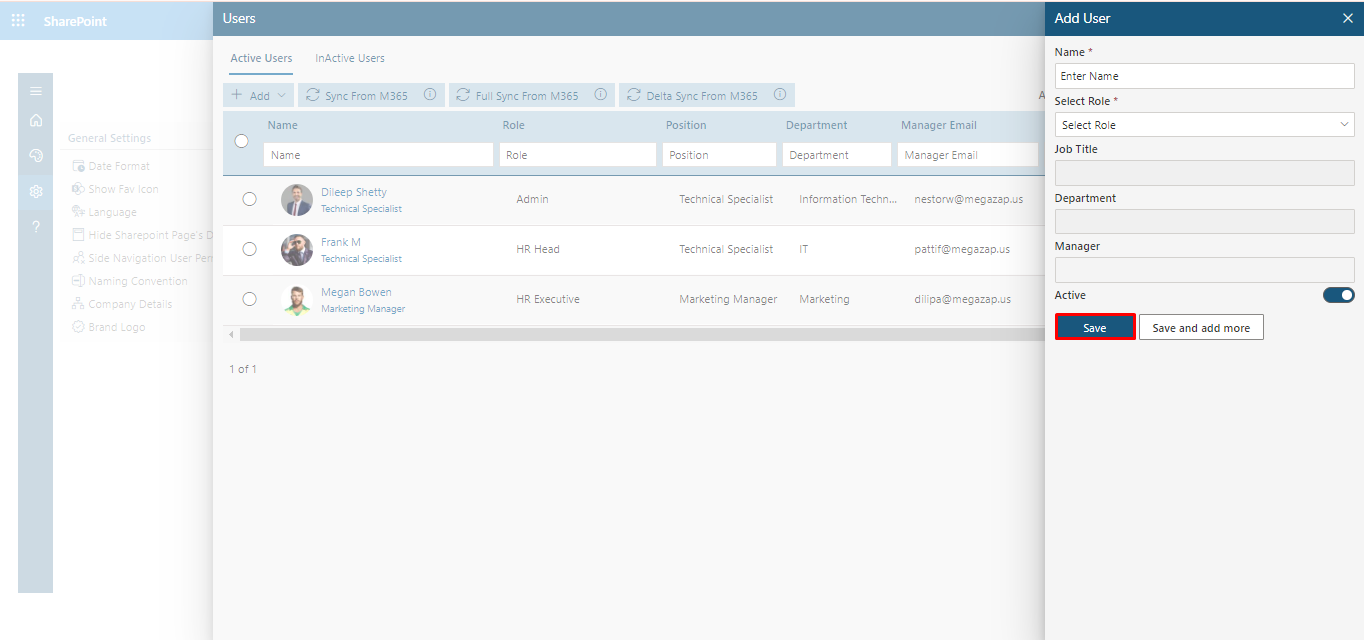 SharePoint
General Settings
Date Format
Show Fav Icon
Language
Hide Sharepoint Page's D
Side Navigation User Per
Naming Convention
Company Details
Brand Logo
Users
Active Users InActive Users
+ Add Sync From M365 Full Sync From M365 Delta Sync From M365 A
Name Role Position Department Manager Email
Name Role Position Department Manager Email
Dileep Shetty
Technical Specialist
Admin Technical Specialist Information Techn... nestorw@megazap.us
Frank M
Technical Specialist
HR Head Technical Specialist IT pattif@megazap.us
Megan Bowen
Marketing Manager
HR Executive Marketing Manager Marketing dilipa@megazap.us
1 of 1
Add User
Name *
Enter Name
Select Role *
Select Role
Job Title
Department
Manager
Active
Save Save and add more